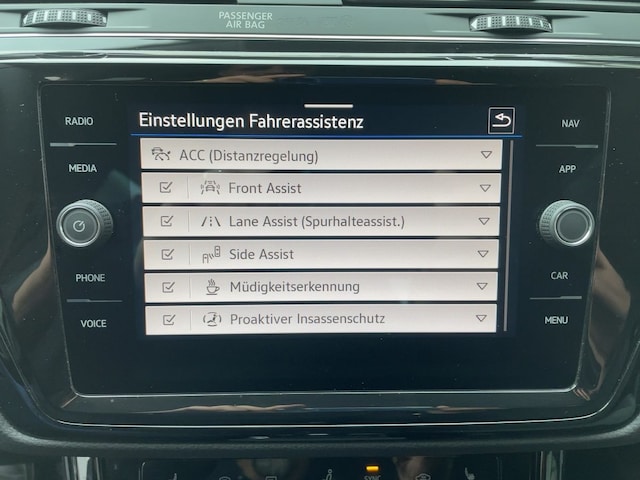 PASSENGER
AIR BAG
RADIO
MEDIA
PHONE
VOICE
Einstellungen Fahrerassistenz
ACC (Distanzregelung)
Front Assist
Lane Assist (Spurhalteassist.)
Side Assist
Müdigkeitserkennung
Proaktiver Insassenschutz
NAV
APP
CAR
MENU
SYNC